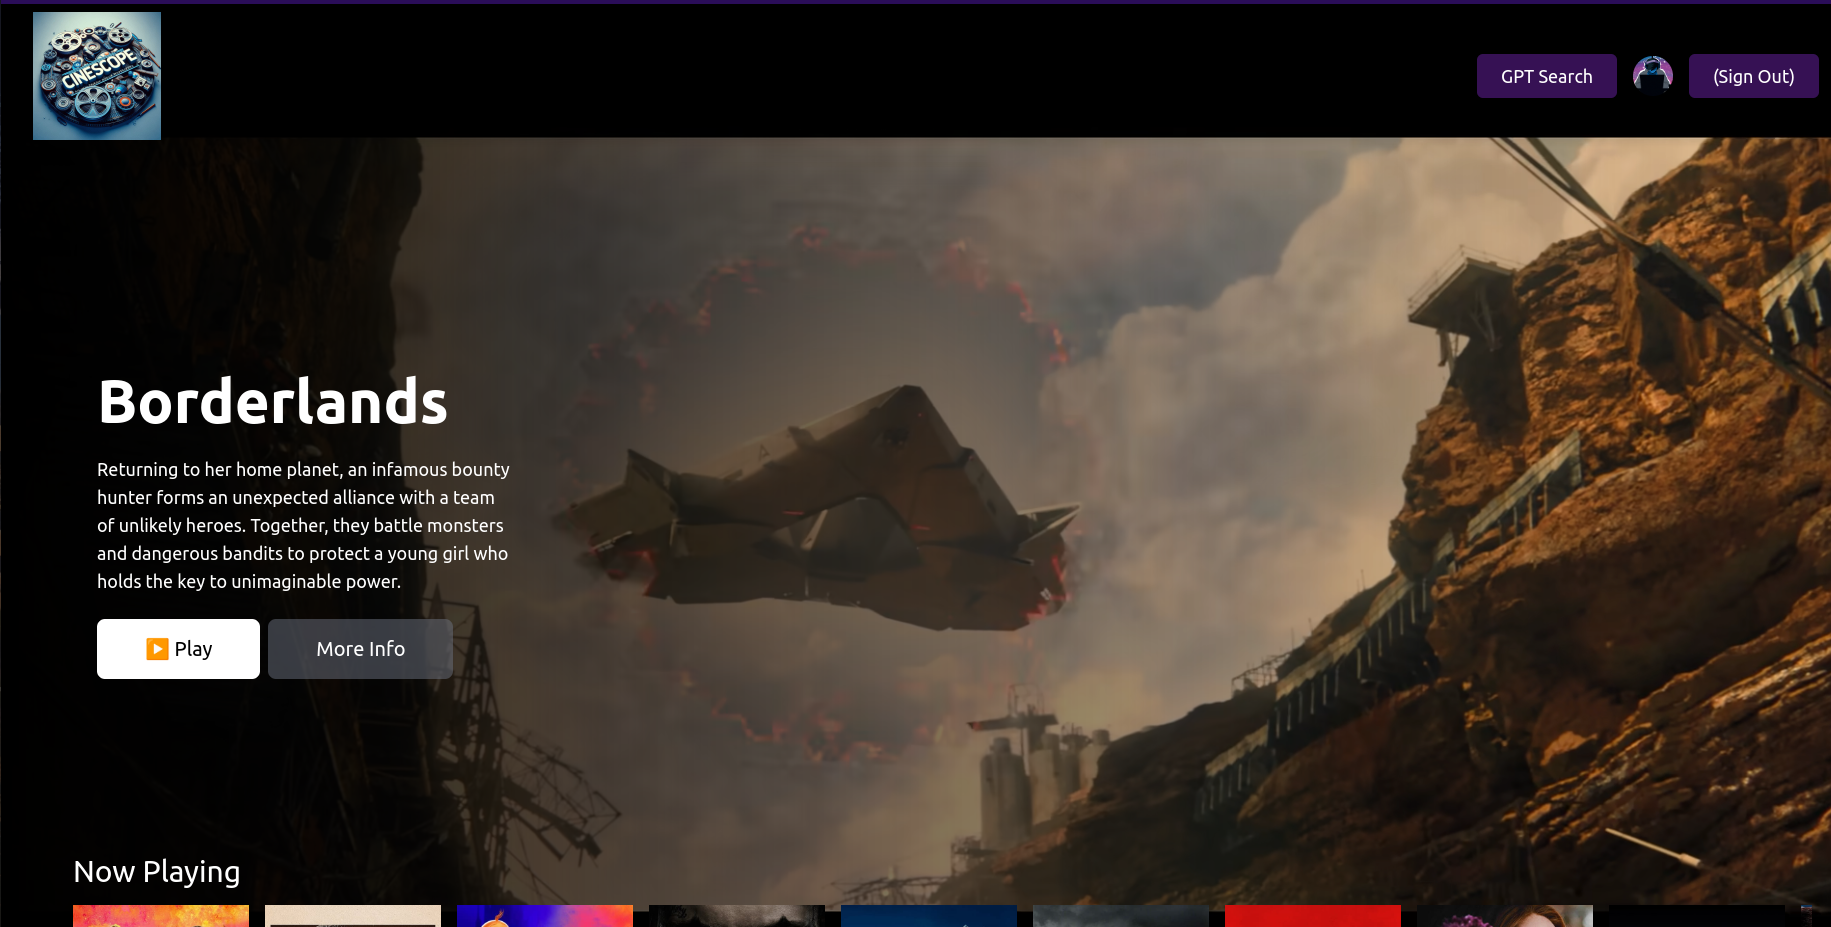 CINESCOPE
GPT Search
(Sign Out)
Borderlands
Returning to her home planet, an infamous bounty
hunter forms an unexpected alliance with a team
of unlikely heroes. Together, they battle monsters
and dangerous bandits to protect a young girl who
holds the key to unimaginable power.
Play
More Info
Now Playing